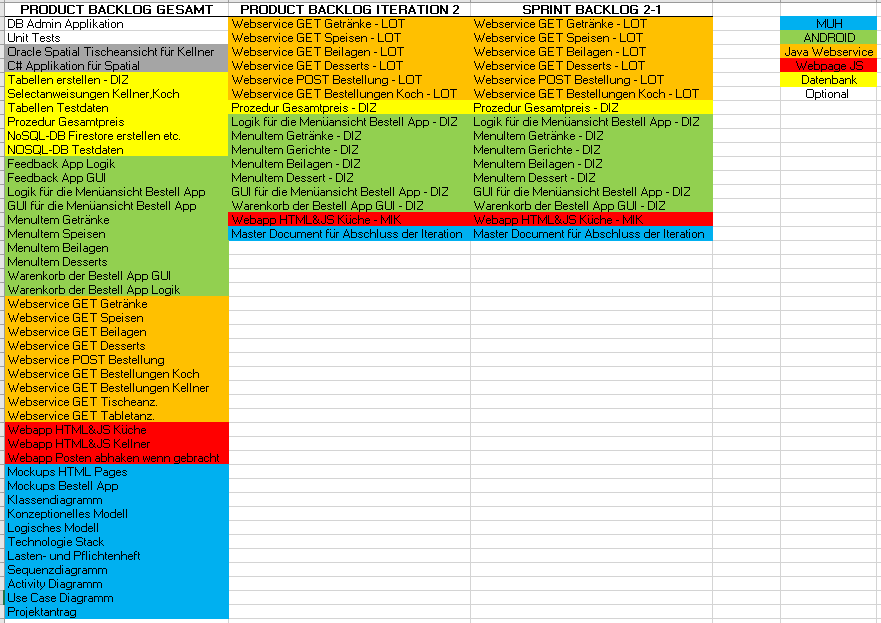 PRODUCT BACKLOG GESAMT
DB Admin Applikation
Unit Tests
Oracle Spatial Tischeansicht für Kellner
C# Applikation für Spatial
Tabellen erstellen - DIZ
Selectanweisungen Kellner,Koch
Tabellen Testdaten
Prozedur Gesamtpreis
NoSQL-DB Firestore erstellen etc.
NOSQL-DB Testdaten
Feedback App Logik
Feedback App GUI
Logik für die Menüansicht Bestell App
GUI für die Menüansicht Bestell App
MenuItem Getränke
MenuItem Speisen
MenuItem Beilagen
MenuItem Desserts
Warenkorb der Bestell App GUI
Warenkorb der Bestell App Logik
Webservice GET Getränke
Webservice GET Speisen
Webservice GET Beilagen
Webservice GET Desserts
Webservice POST Bestellung
Webservice GET Bestellungen Koch
Webservice GET Bestellungen Kellner
Webservice GET Tischeanz.
Webservice GET Tabletanz.
Webapp HTML&JS Küche
Webapp HTML&JS Kellner
Webapp Posten abhaken wenn gebracht
Mockups HTML Pages
Mockups Bestell App
Klassendiagramm
Konzeptionelles Modell
Logisches Modell
Technologie Stack
Lasten- und Pflichtenheft
Sequenzdiagramm
Activity Diagramm
Use Case Diagramm
Projektantrag
PRODUCT BACKLOG ITERATION 2
Webservice GET Getränke - LOT
Webservice GET Speisen - LOT
Webservice GET Beilagen - LOT
Webservice GET Desserts - LOT
Webservice POST Bestellung - LOT
Webservice GET Bestellungen Koch - LOT
Prozedur Gesamtpreis - DIZ
Logik für die Menüansicht Bestell App - DIZ
MenuItem Getränke - DIZ
MenuItem Gerichte - DIZ
MenuItem Beilagen - DIZ
MenuItem Dessert - DIZ
GUI für die Menüansicht Bestell App - DIZ
Warenkorb der Bestell App GUI - DIZ
Webapp HTML&JS Küche - MIK
Master Document für Abschluss der Iteration
SPRINT BACKLOG 2-1
Webservice GET Getränke - LOT
Webservice GET Speisen - LOT
Webservice GET Beilagen - LOT
Webservice GET Desserts - LOT
Webservice POST Bestellung - LOT
Webservice GET Bestellungen Koch - LOT
Prozedur Gesamtpreis - DIZ
Logik für die Menüansicht Bestell App - DIZ
MenuItem Getränke - DIZ
MenuItem Gerichte - DIZ
MenuItem Beilagen - DIZ
MenuItem Dessert - DIZ
GUI für die Menüansicht Bestell App - DIZ
Warenkorb der Bestell App GUI - DIZ
Webapp HTML&JS Küche - MIK
Master Document für Abschluss der Iteration
MUH
ANDROID
Java Webservice
Webpage JS
Datenbank
Optional